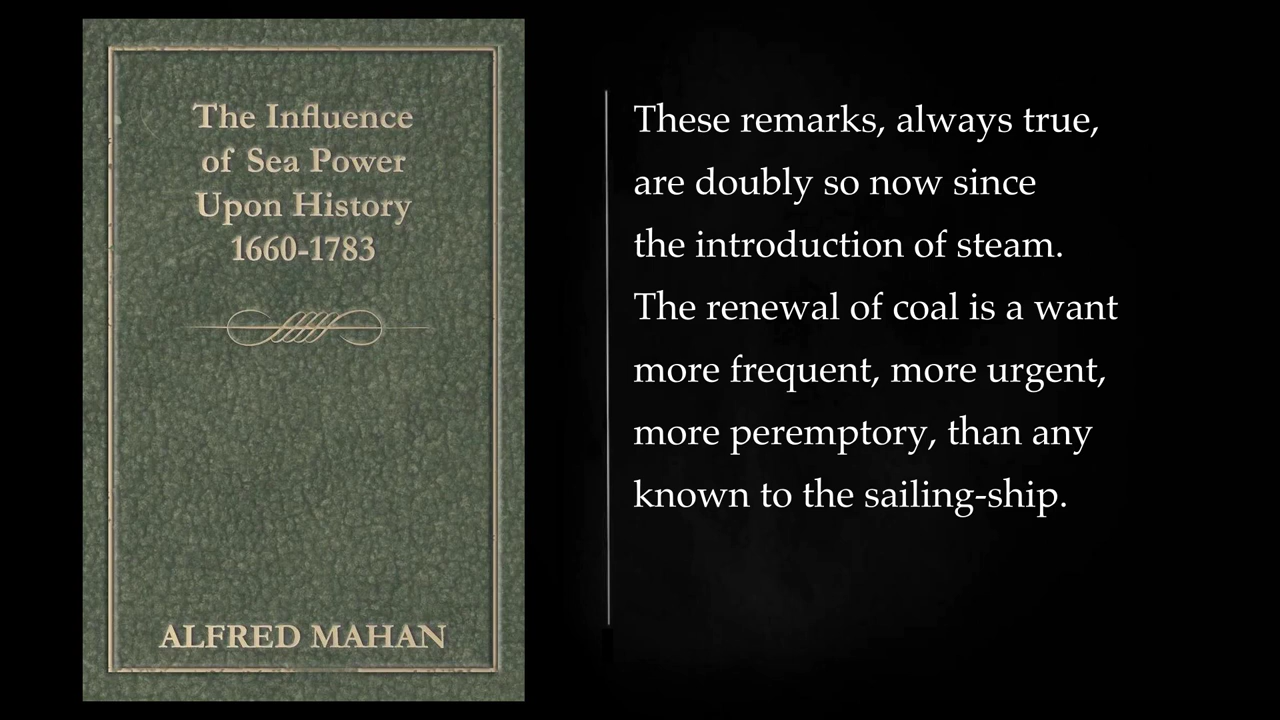 The Influence
of Sea Power
Upon History
1660-1783
ALFRED MAHAN
These remarks, always true,
are doubly so now since
the introduction of steam.
The renewal of coal is a want
more frequent, more urgent,
more peremptory, than any
known to the sailing-ship.